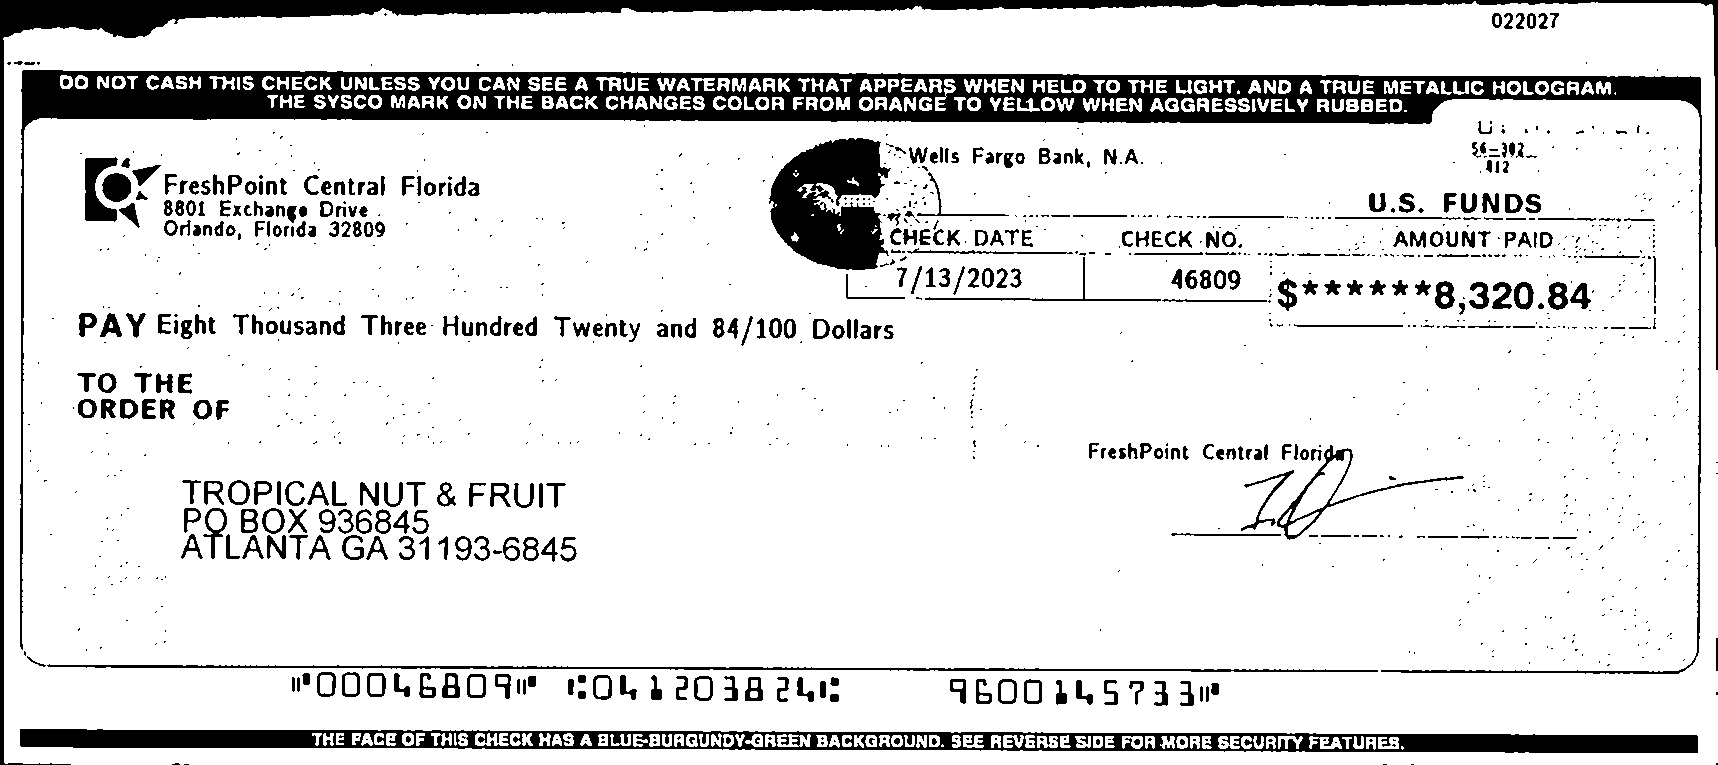 022027
DO NOT CASH THIS CHECK UNLESS YOU CAN SEE A TRUE WATERMARK THAT APPEARS WHEN HELD TO THE LIGHT, AND A TRUE METALLIC HOLOGRAM.
THE SYSCO MARK ON THE BACK CHANGES COLOR FROM ORANGE TO YELLOW WHEN AGGRESSIVELY RUBBED.
FreshPoint Central Florida
8801 Exchange Drive
Orlando, Florida 32809
Wells Fargo Bank, N.A.
56-382
412
U.S. FUNDS
CHECK DATE CHECK NO. AMOUNT PAID
7/13/2023 46809 $******8,320.84
PAY Eight Thousand Three Hundred Twenty and 84/100 Dollars
TO THE
ORDER OF
FreshPoint Central Florida
TROPICAL NUT & FRUIT
PO BOX 936845
ATLANTA GA 31193-6845
⑈00046809⑈ ⑆041203824⑆ 9600145733⑈
THE FACE OF THIS CHECK HAS A BLUE-BURGUNDY-GREEN BACKGROUND. SEE REVERSE SIDE FOR MORE SECURITY FEATURES.